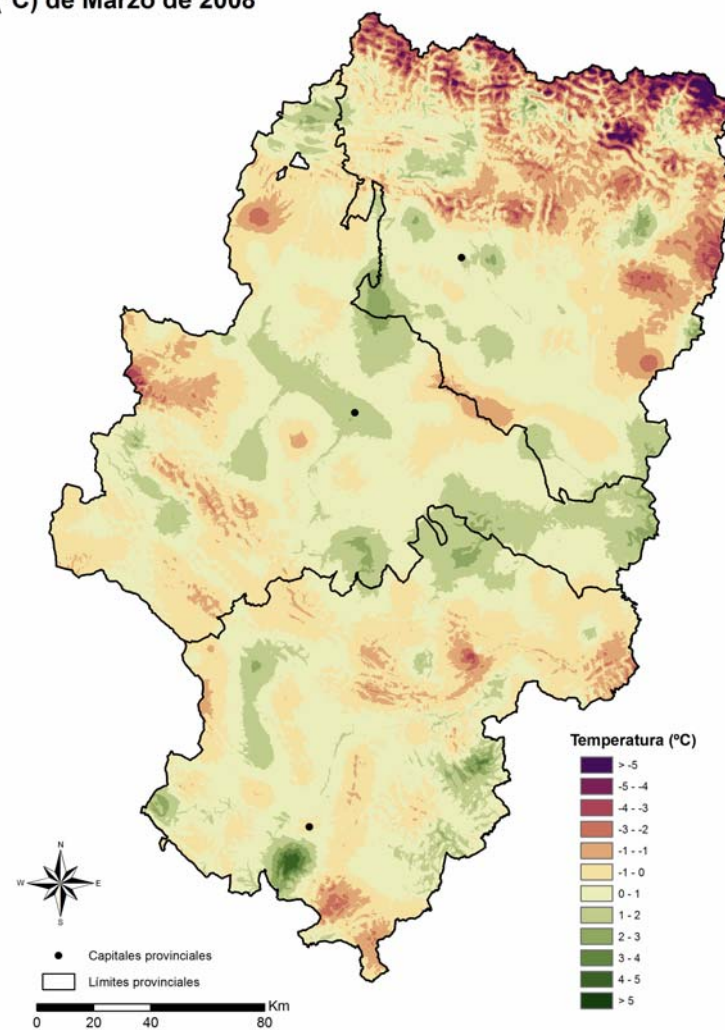 (°C) de Marzo de 2008
Temperatura (ºC)
> -5
-5 - -4
-4 - -3
-3 - -2
-1 - -1
-1 - 0
0 - 1
1 - 2
2 - 3
3 - 4
4 - 5
> 5
N
W
E
S
Capitales provinciales
Límites provinciales
Km
0 20 40 80